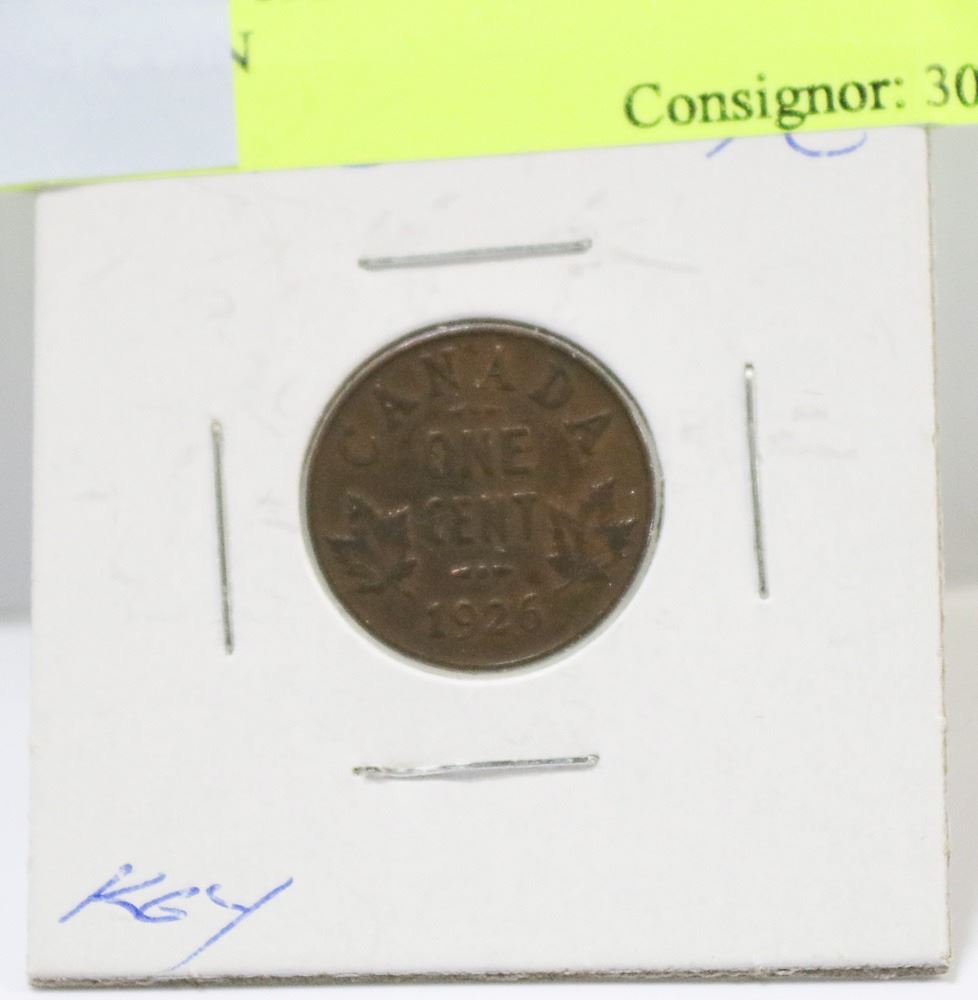 Consignor: 30
CANADA
ONE
CENT
1926
KEY